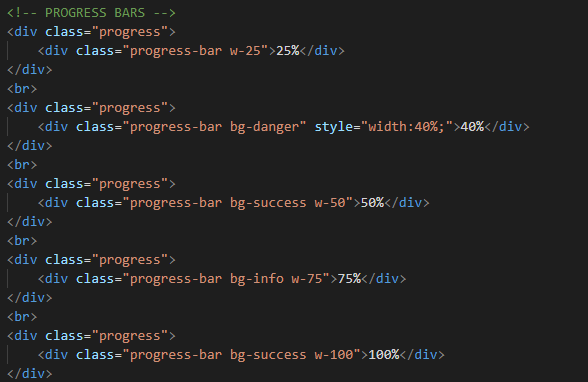 <!-- PROGRESS BARS -->
<div class="progress">
    <div class="progress-bar w-25">25%</div>
</div>
<br>
<div class="progress">
    <div class="progress-bar bg-danger" style="width:40%;">40%</div>
</div>
<br>
<div class="progress">
    <div class="progress-bar bg-success w-50">50%</div>
</div>
<br>
<div class="progress">
    <div class="progress-bar bg-info w-75">75%</div>
</div>
<br>
<div class="progress">
    <div class="progress-bar bg-success w-100">100%</div>
</div>